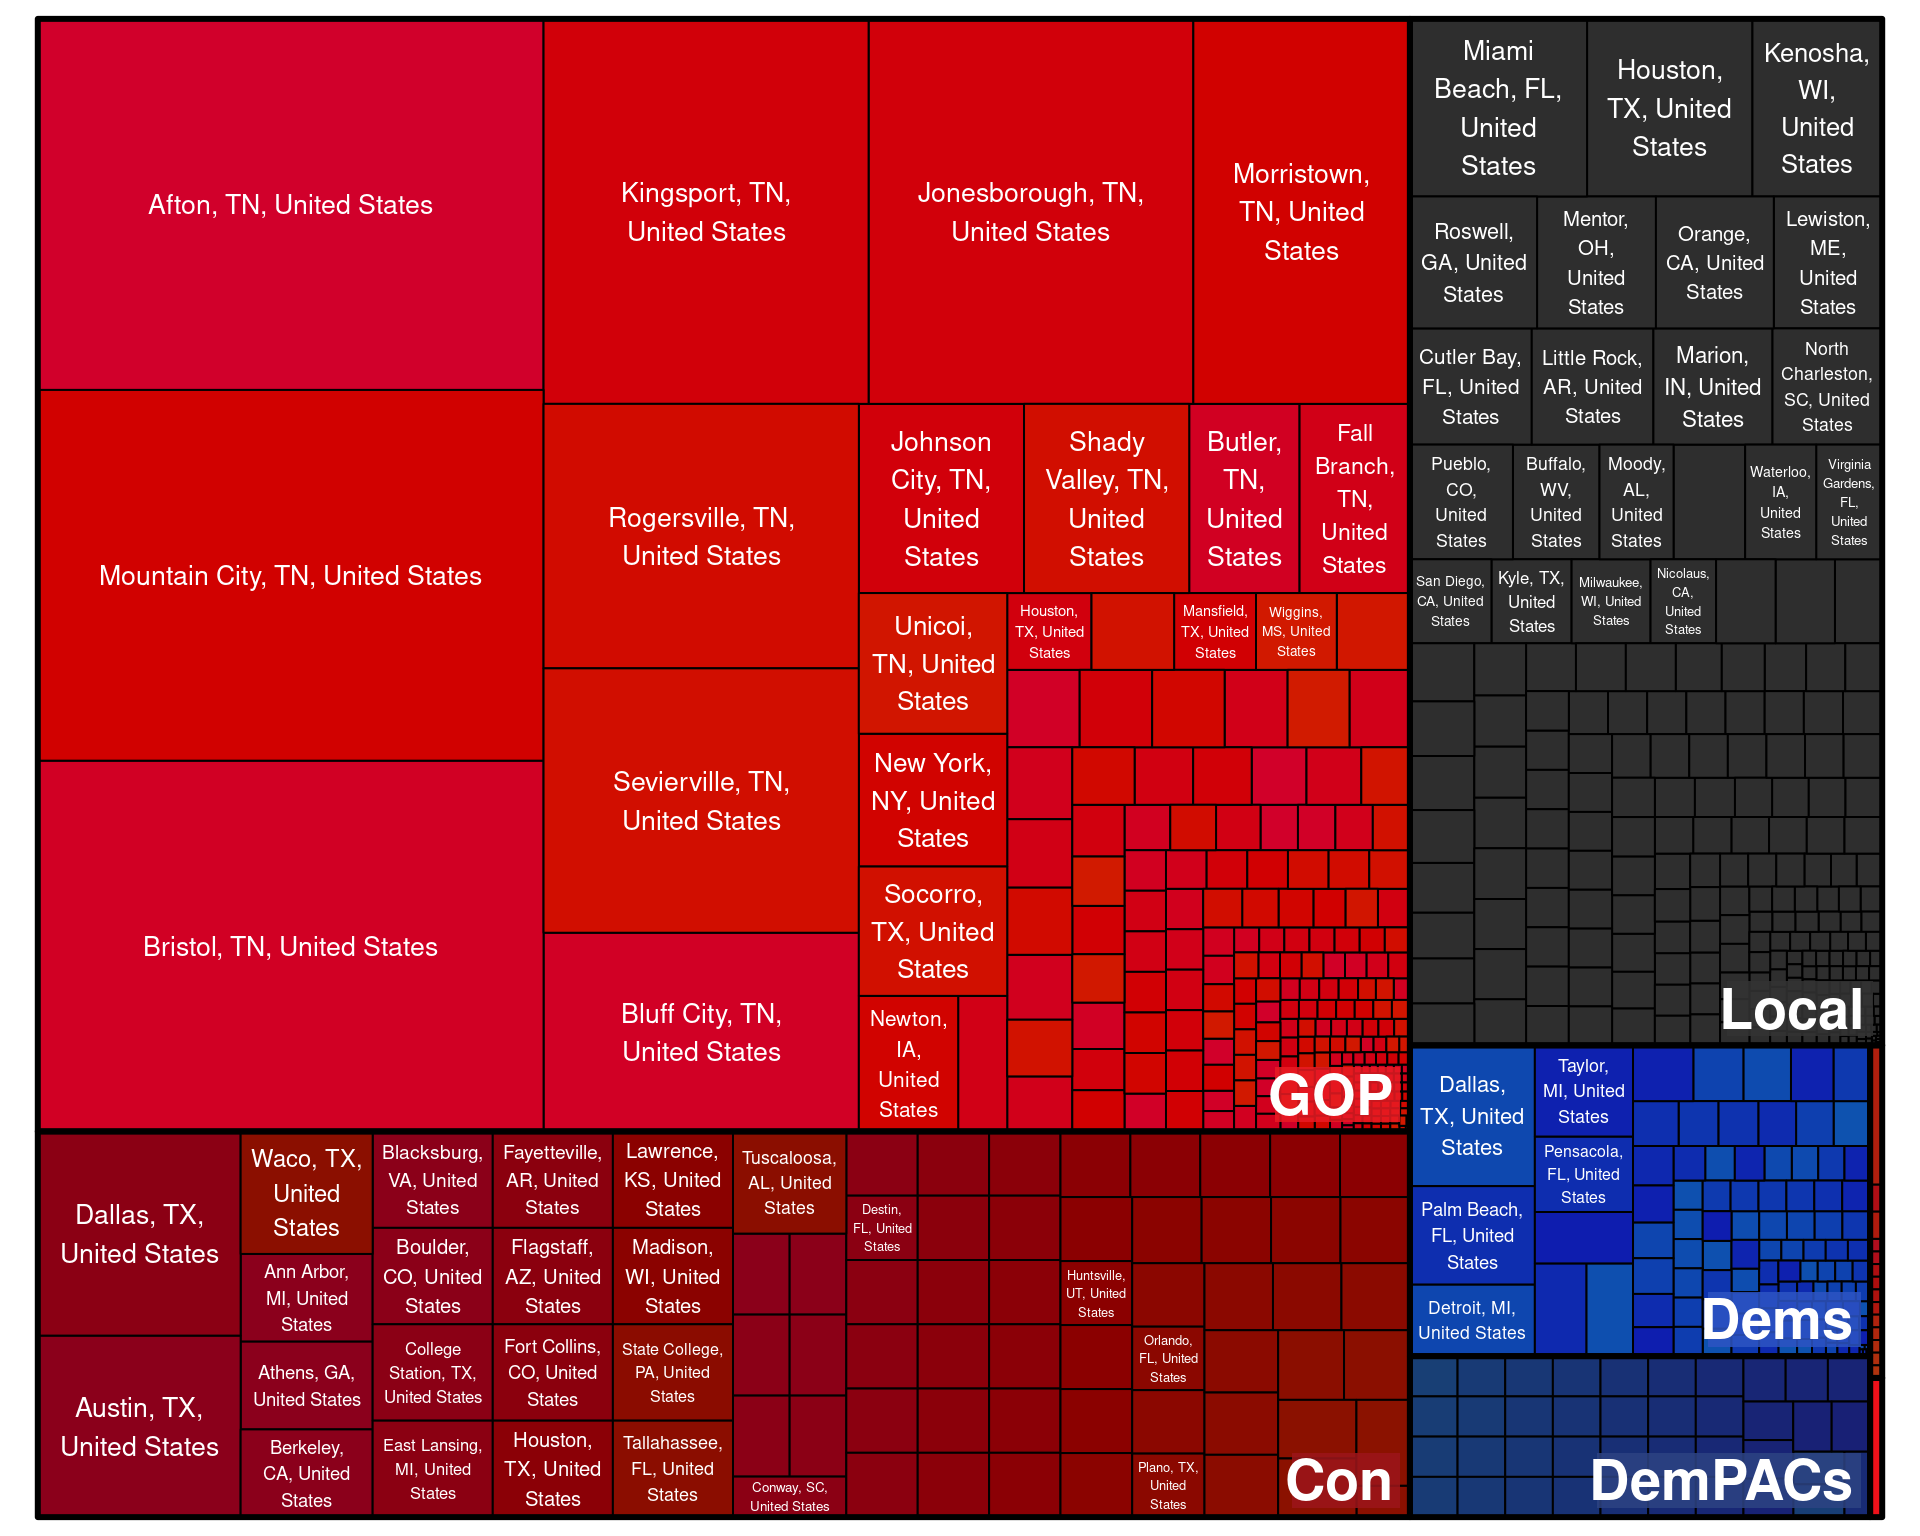 Afton, TN, United States
Mountain City, TN, United States
Bristol, TN, United States
Kingsport, TN,
United States
Jonesborough, TN,
United States
Morristown,
TN, United
States
Rogersville, TN,
United States
Sevierville, TN,
United States
Bluff City, TN,
United States
Johnson
City, TN,
United
States
Shady
Valley, TN,
United
States
Butler,
TN,
United
States
Fall
Branch,
TN,
United
States
Unicoi,
TN, United
States
New York,
NY, United
States
Socorro,
TX, United
States
Newton,
IA,
United
States
Houston,
TX, United
States
Mansfield,
TX, United
States
Wiggins,
MS, United
States
GOP
Miami
Beach, FL,
United
States
Houston,
TX, United
States
Kenosha,
WI,
United
States
Roswell,
GA, United
States
Mentor,
OH,
United
States
Orange,
CA, United
States
Lewiston,
ME,
United
States
Cutler Bay,
FL, United
States
Little Rock,
AR, United
States
Marion,
IN, United
States
North
Charleston,
SC, United
States
Pueblo,
CO,
United
States
Buffalo,
WV,
United
States
Moody,
AL,
United
States
Waterloo,
IA,
United
States
Virginia
Gardens,
FL,
United
States
San Diego,
CA, United
States
Kyle, TX,
United
States
Milwaukee,
WI, United
States
Nicolaus,
CA,
United
States
Local
Dallas, TX,
United States
Austin, TX,
United States
Waco, TX,
United
States
Ann Arbor,
MI, United
States
Athens, GA,
United States
Berkeley,
CA, United
States
Blacksburg,
VA, United
States
Boulder,
CO, United
States
College
Station, TX,
United States
East Lansing,
MI, United
States
Fayetteville,
AR, United
States
Flagstaff,
AZ, United
States
Fort Collins,
CO, United
States
Houston,
TX, United
States
Lawrence,
KS, United
States
Madison,
WI, United
States
State College,
PA, United
States
Tallahassee,
FL, United
States
Tuscaloosa,
AL, United
States
Conway, SC,
United States
Destin,
FL, United
States
Huntsville,
UT, United
States
Orlando,
FL, United
States
Plano, TX,
United
States
Con
Dallas,
TX, United
States
Palm Beach,
FL, United
States
Detroit, MI,
United States
Taylor,
MI, United
States
Pensacola,
FL, United
States
Dems
DemPACs